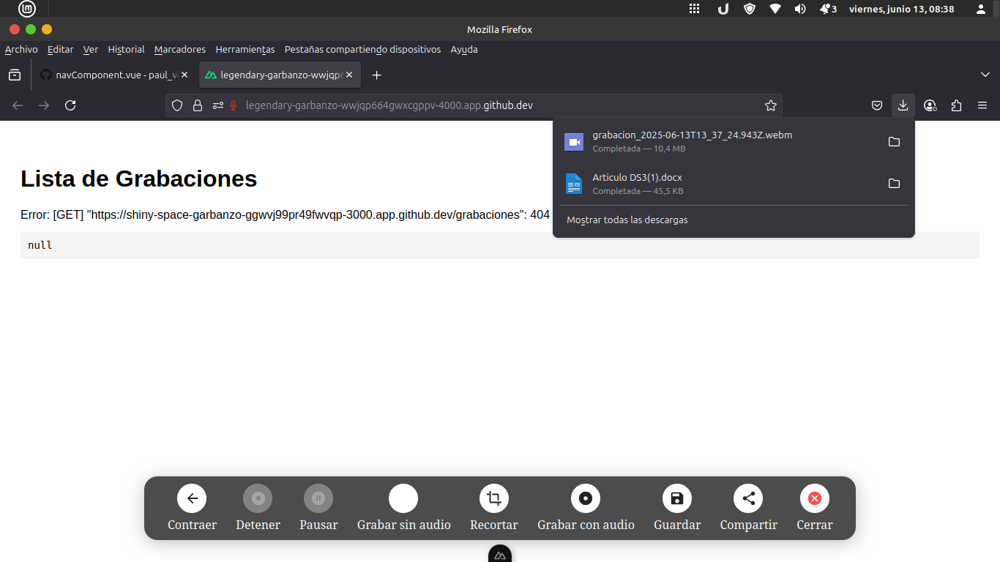 3 viernes, junio 13, 08:38
Mozilla Firefox
Archivo Editar Ver Historial Marcadores Herramientas Pestañas compartiendo dispositivos Ayuda
navComponent.vue - paul_v legendary-garbanzo-wwjqp
legendary-garbanzo-wwjqp664gwxcgppv-4000.app.github.dev
grabacion_2025-06-13T13_37_24.943Z.webm
Completada — 10,4 MB
Articulo DS3(1).docx
Completada — 45,5 KB
Mostrar todas las descargas
Lista de Grabaciones
Error: [GET] "https://shiny-space-garbanzo-ggwvj99pr49fwvqp-3000.app.github.dev/grabaciones": 404
null
Contraer Detener Pausar Grabar sin audio Recortar Grabar con audio Guardar Compartir Cerrar